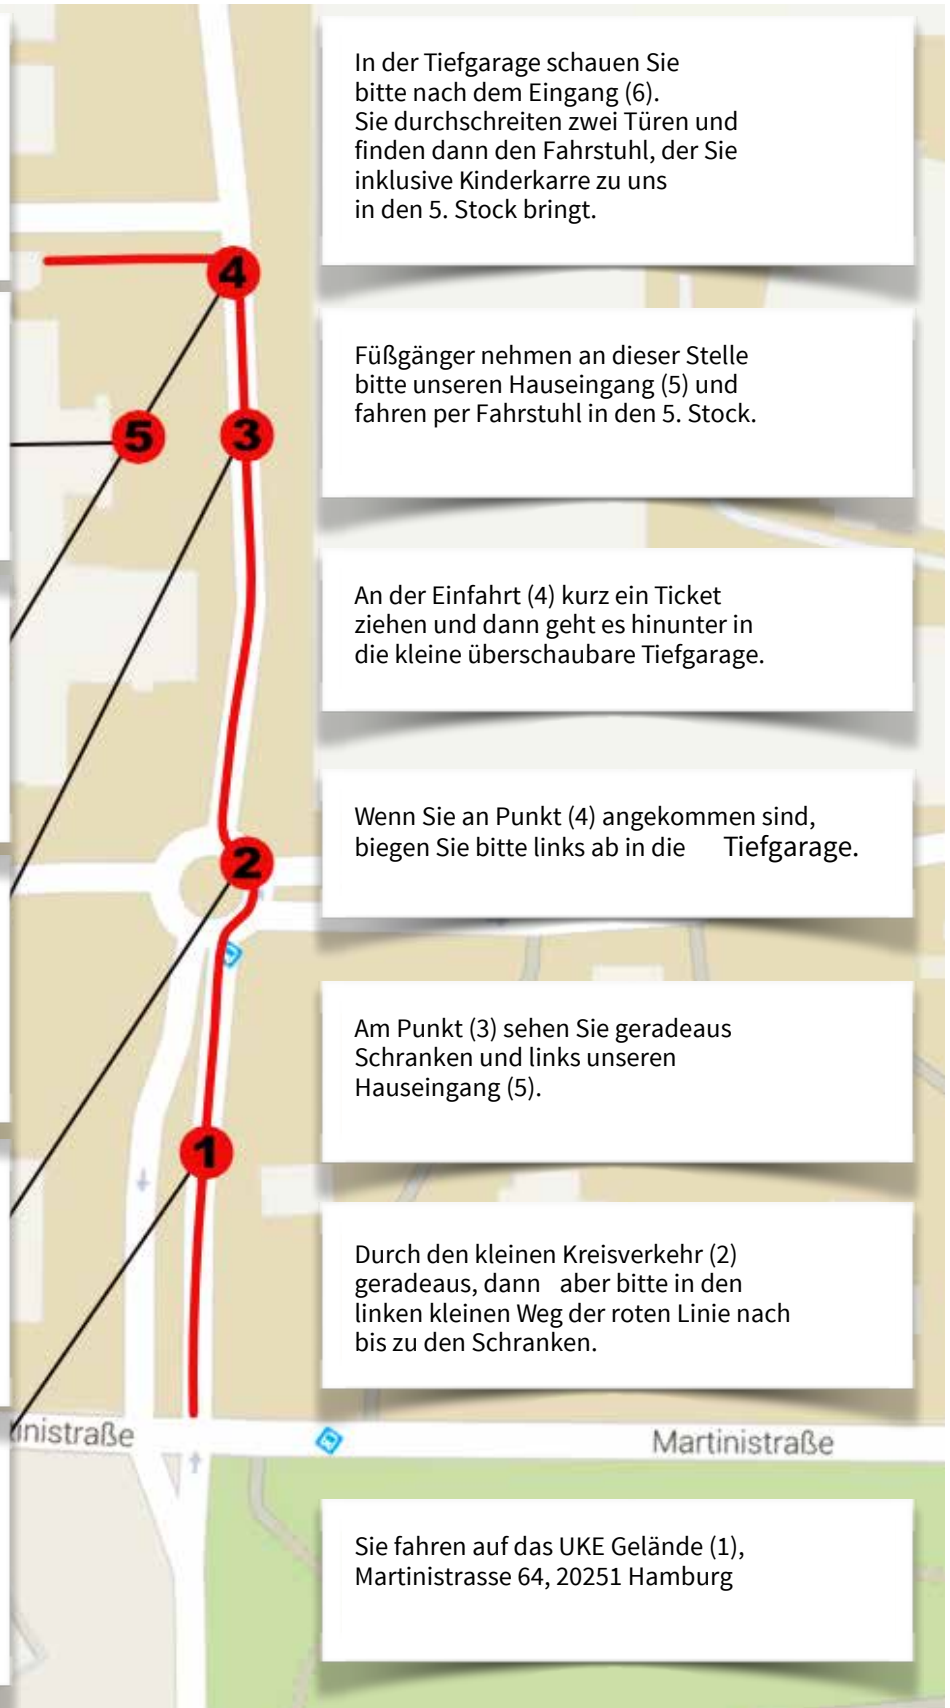 In der Tiefgarage schauen Sie
bitte nach dem Eingang (6).
Sie durchschreiten zwei Türen und
finden dann den Fahrstuhl, der Sie
inklusive Kinderkarre zu uns
in den 5. Stock bringt.
4
Füßgänger nehmen an dieser Stelle
bitte unseren Hauseingang (5) und
fahren per Fahrstuhl in den 5. Stock.
5
3
An der Einfahrt (4) kurz ein Ticket
ziehen und dann geht es hinunter in
die kleine überschaubare Tiefgarage.
Wenn Sie an Punkt (4) angekommen sind,
biegen Sie bitte links ab in die Tiefgarage.
2
Am Punkt (3) sehen Sie geradeaus
Schranken und links unseren
Hauseingang (5).
1
Durch den kleinen Kreisverkehr (2)
geradeaus, dann aber bitte in den
linken kleinen Weg der roten Linie nach
bis zu den Schranken.
inistraße
Martinistraße
Sie fahren auf das UKE Gelände (1),
Martinistrasse 64, 20251 Hamburg